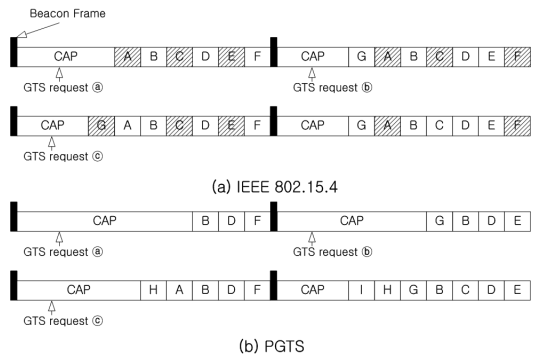 Beacon Frame
CAP A B C D E F CAP G A B C D E F
GTS request ⓐ GTS request ⓑ
CAP G A B C D E F CAP G A B C D E F
GTS request ⓒ
(a) IEEE 802.15.4
CAP B D F CAP G B D E
GTS request ⓐ GTS request ⓑ
CAP H A B D F CAP I H G B C D E
GTS request ⓒ
(b) PGTS